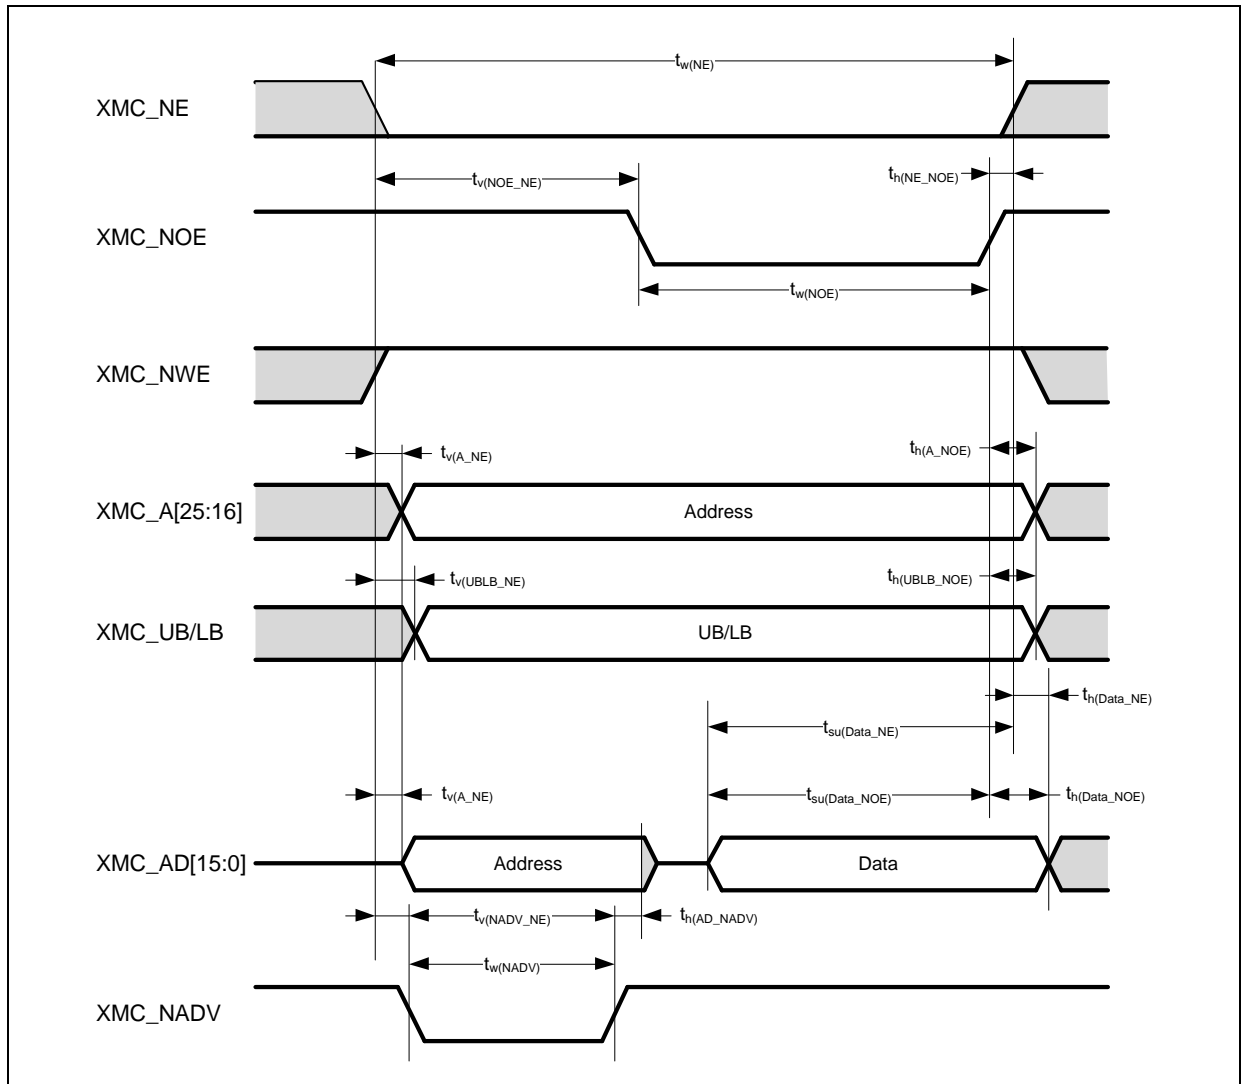 tw(NE)
XMC_NE
tv(NOE_NE)
th(NE_NOE)
XMC_NOE
tw(NOE)
XMC_NWE
tv(A_NE)
th(A_NOE)
XMC_A[25:16]
Address
tv(UBLB_NE)
th(UBLB_NOE)
XMC_UB/LB
UB/LB
th(Data_NE)
tsu(Data_NE)
tv(A_NE)
tsu(Data_NOE)
th(Data_NOE)
XMC_AD[15:0]
Address
Data
tv(NADV_NE)
th(AD_NADV)
tw(NADV)
XMC_NADV